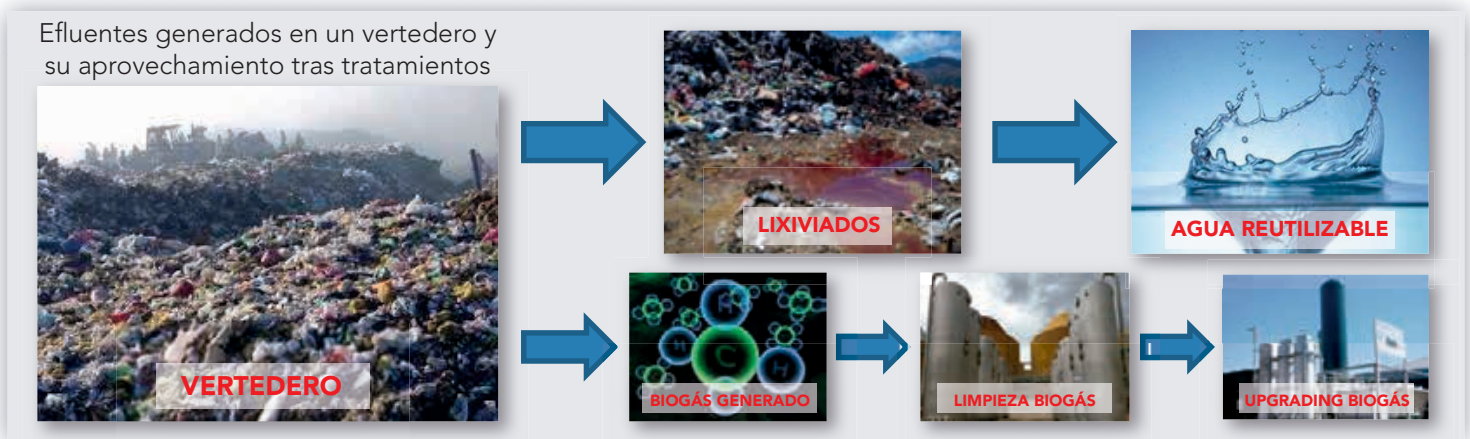 Efluentes generados en un vertedero y
su aprovechamiento tras tratamientos
VERTEDERO
LIXIVIADOS
AGUA REUTILIZABLE
H
H
C
H
BIOGÁS GENERADO
LIMPIEZA BIOGÁS
UPGRADING BIOGÁS